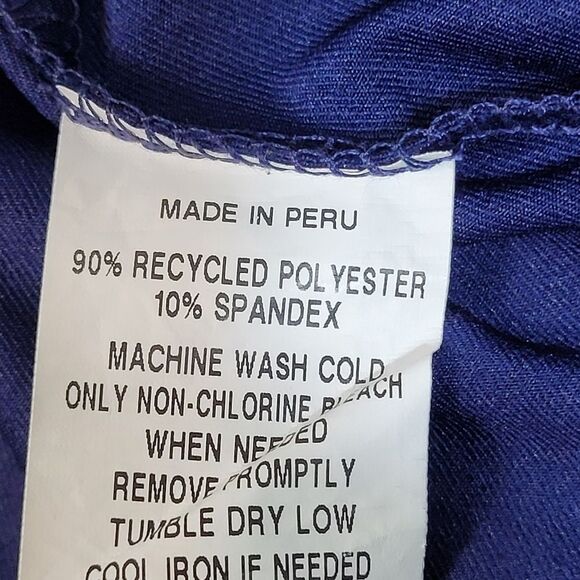 MADE IN PERU
90% RECYCLED POLYESTER
10% SPANDEX
MACHINE WASH COLD
ONLY NON-CHLORINE BLEACH
WHEN NEEDED
REMOVE PROMPTLY
TUMBLE DRY LOW
COOL IRON IF NEEDED